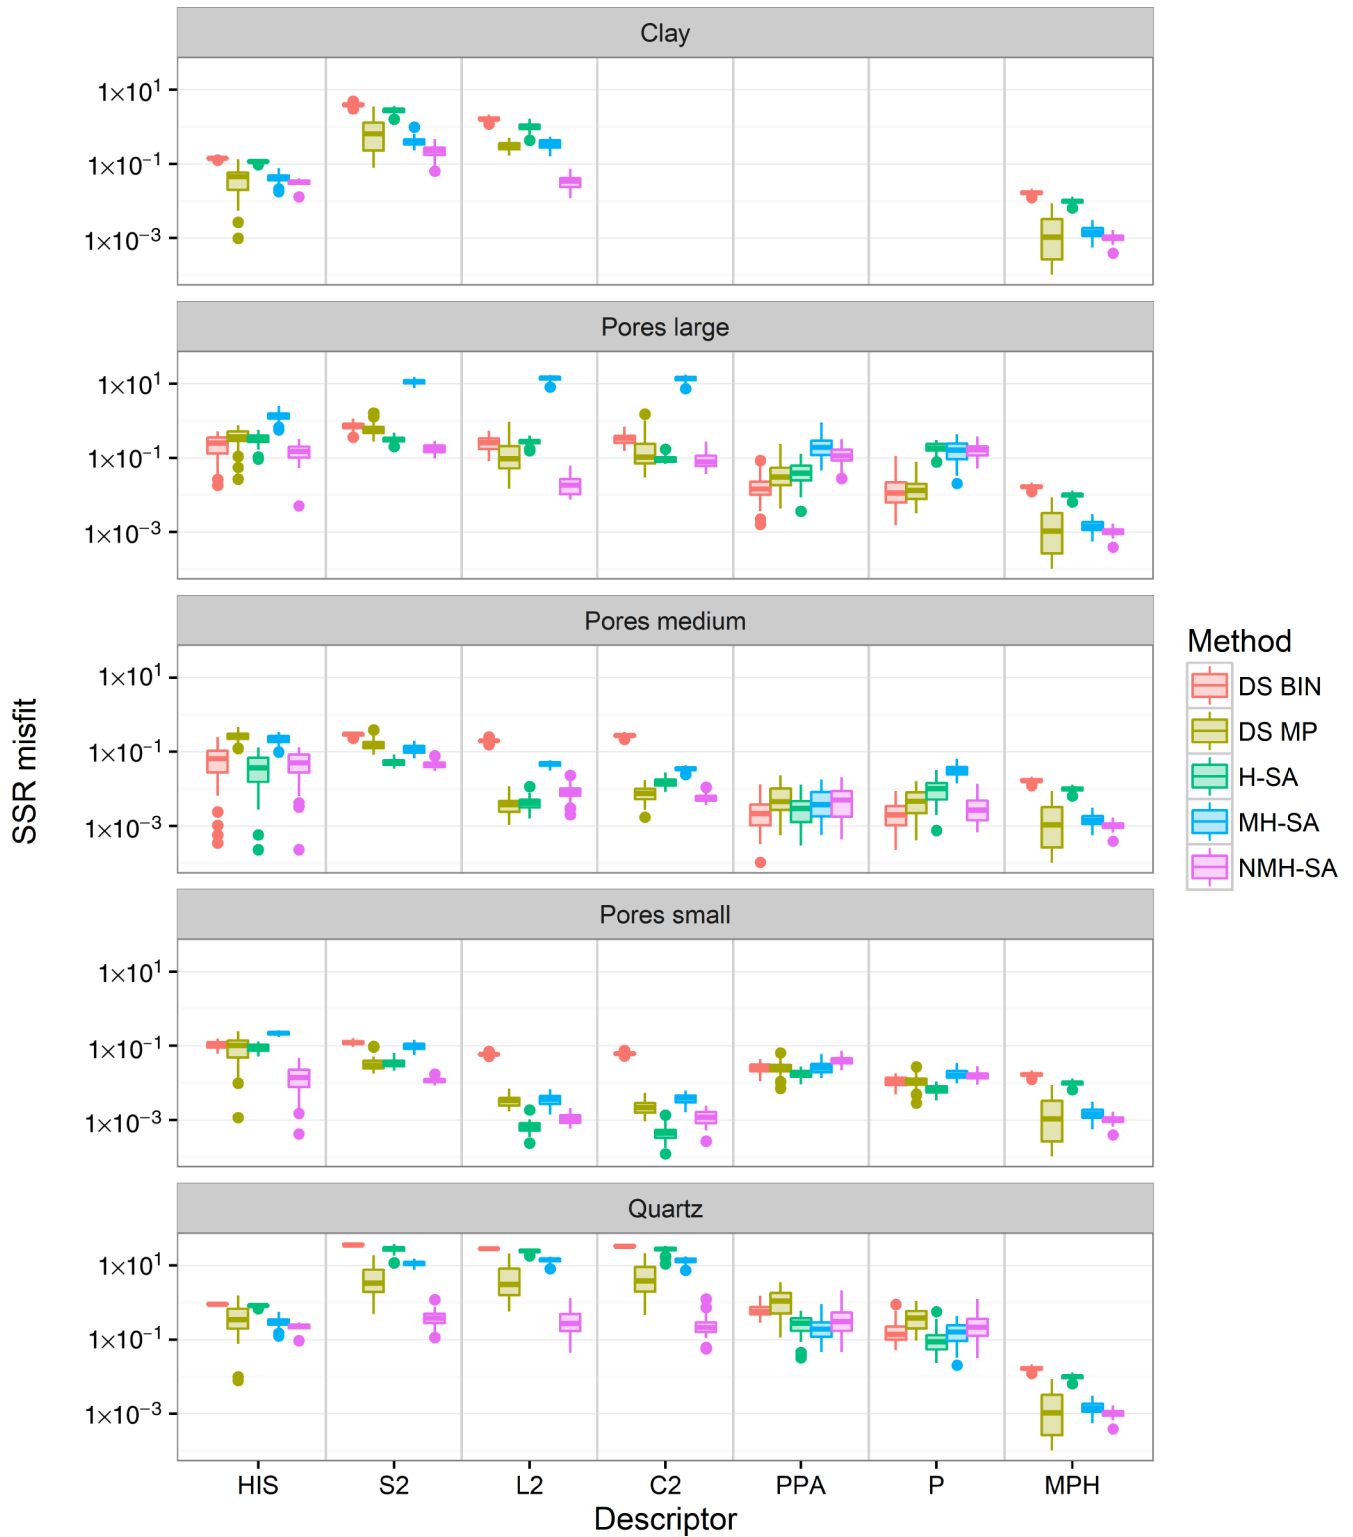 Clay
1×10¹
1×10⁻¹
1×10⁻³
Pores large
1×10¹
1×10⁻¹
1×10⁻³
Pores medium
1×10¹
1×10⁻¹
1×10⁻³
Pores small
1×10¹
1×10⁻¹
1×10⁻³
Quartz
1×10¹
1×10⁻¹
1×10⁻³
HIS S2 L2 C2 PPA P MPH
Descriptor
SSR misfit
Method
DS BIN
DS MP
H-SA
MH-SA
NMH-SA